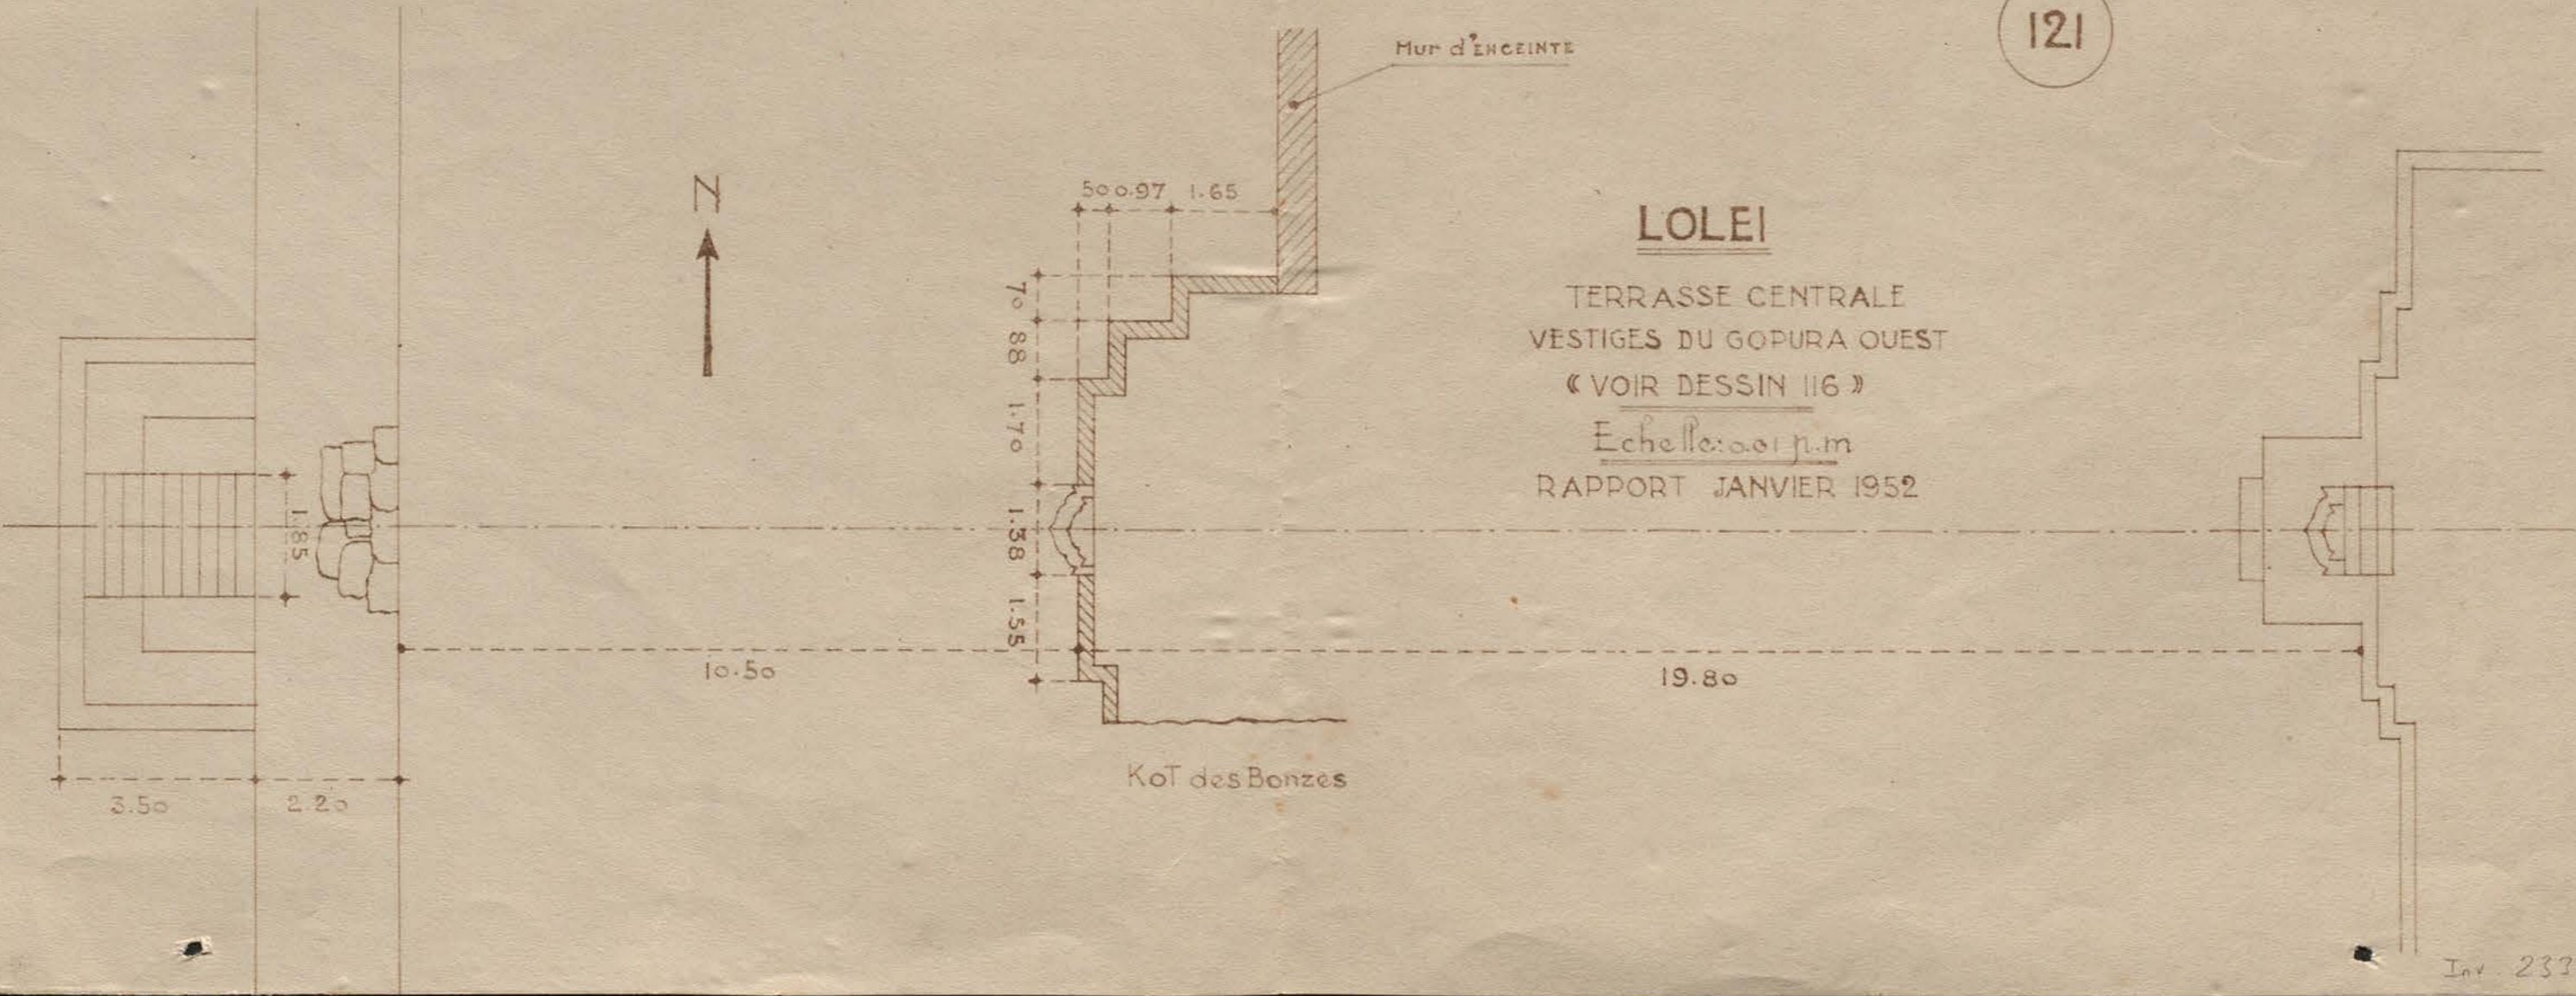 121
Mur d'ENCEINTE
N
50 0.97 1.65
LOLEI
TERRASSE CENTRALE
VESTIGES DU GOPURA OUEST
« VOIR DESSIN 116 »
Echelle: 0.01 p.m
RAPPORT JANVIER 1952
70
88
1.70
1.38
1.55
1.85
10.50
19.80
KoT des Bonzes
3.50
2.20
Inv. 233